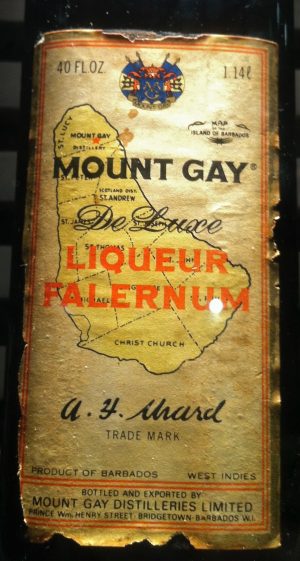 40 FL.OZ. 1.14ℓ
MAP
OF THE
ISLAND OF BARBADOS
ST. LUCY
MOUNT GAY
DISTILLERY
MOUNT GAY®
SCOTLAND DIST.
ST. ANDREW
De Luxe
ST. JAMES
ST. THOMAS
LIQUEUR
FALERNUM
CHRIST CHURCH
A. F. Ward
TRADE MARK
PRODUCT OF BARBADOS WEST INDIES
BOTTLED AND EXPORTED BY
MOUNT GAY DISTILLERIES LIMITED
PRINCE Wm. HENRY STREET · BRIDGETOWN · BARBADOS W.I.